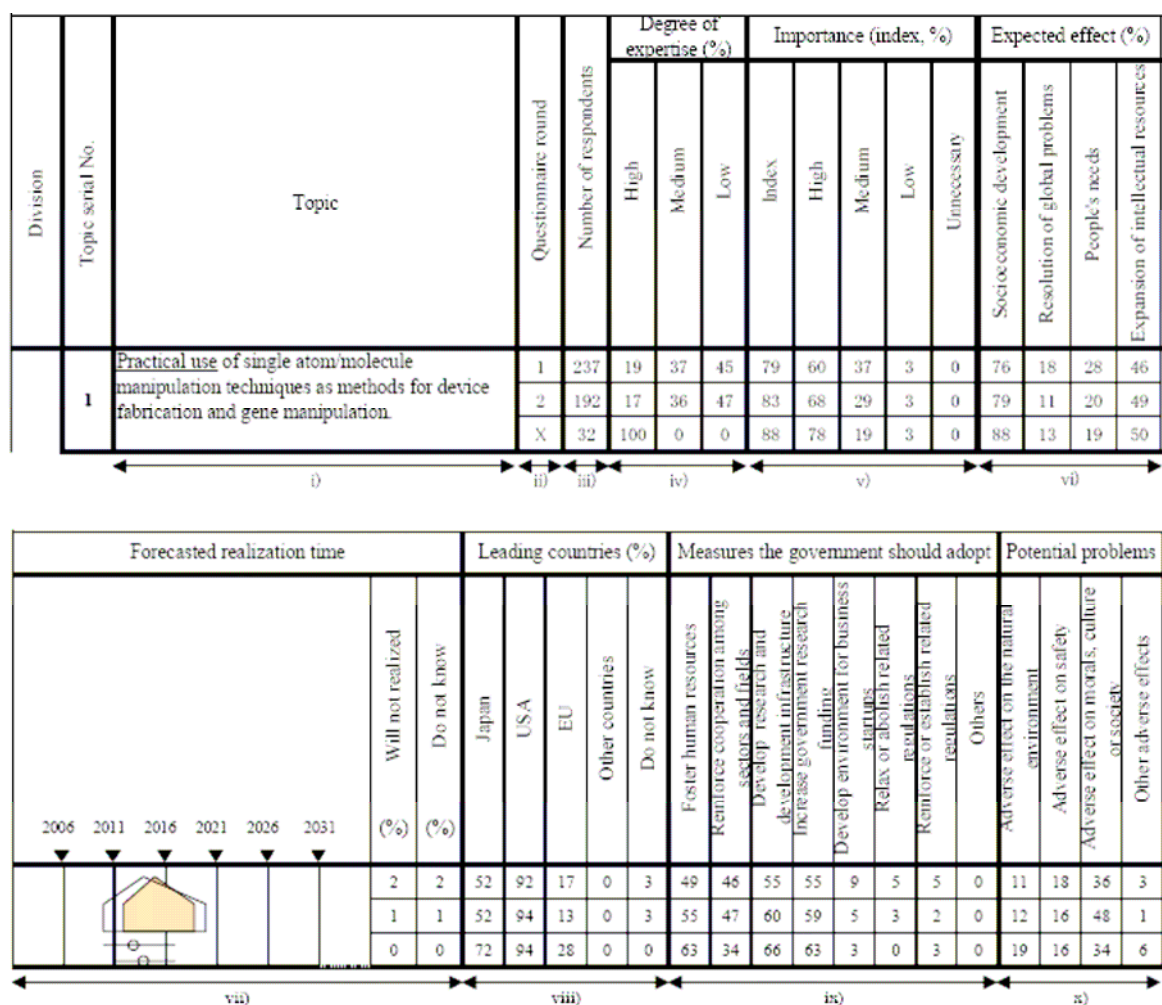 Degree of expertise (%)
Importance (index, %)
Expected effect (%)
Division
Topic serial No.
Topic
Questionnaire round
Number of respondents
High
Medium
Low
Index
High
Medium
Low
Unnecessary
Socioeconomic development
Resolution of global problems
People's needs
Expansion of intellectual resources
1
Practical use of single atom/molecule
manipulation techniques as methods for device
fabrication and gene manipulation.
1 237 19 37 45 79 60 37 3 0 76 18 28 46
2 192 17 36 47 83 68 29 3 0 79 11 20 49
X 32 100 0 0 88 78 19 3 0 88 13 19 50
i) ii) iii) iv) v) vi)
Forecasted realization time
Leading countries (%)
Measures the government should adopt
Potential problems
2006 2011 2016 2021 2026 2031
Will not realized
(%)
Do not know
(%)
Japan
USA
EU
Other countries
Do not know
Foster human resources
Reinforce cooperation among
sectors and fields
Develop research and
development infrastructure
Increase government research
funding
Develop environment for business
startups
Relax or abolish related
regulations
Reinforce or establish related
regulations
Others
Adverse effect on the natural
environment
Adverse effect on safety
Adverse effect on morals, culture
or society
Other adverse effects
2 2 52 92 17 0 3 49 46 55 55 9 5 5 0 11 18 36 3
1 1 52 94 13 0 3 55 47 60 59 5 3 2 0 12 16 48 1
0 0 72 94 28 0 0 63 34 66 63 3 0 3 0 19 16 34 6
vii) viii) ix) x)